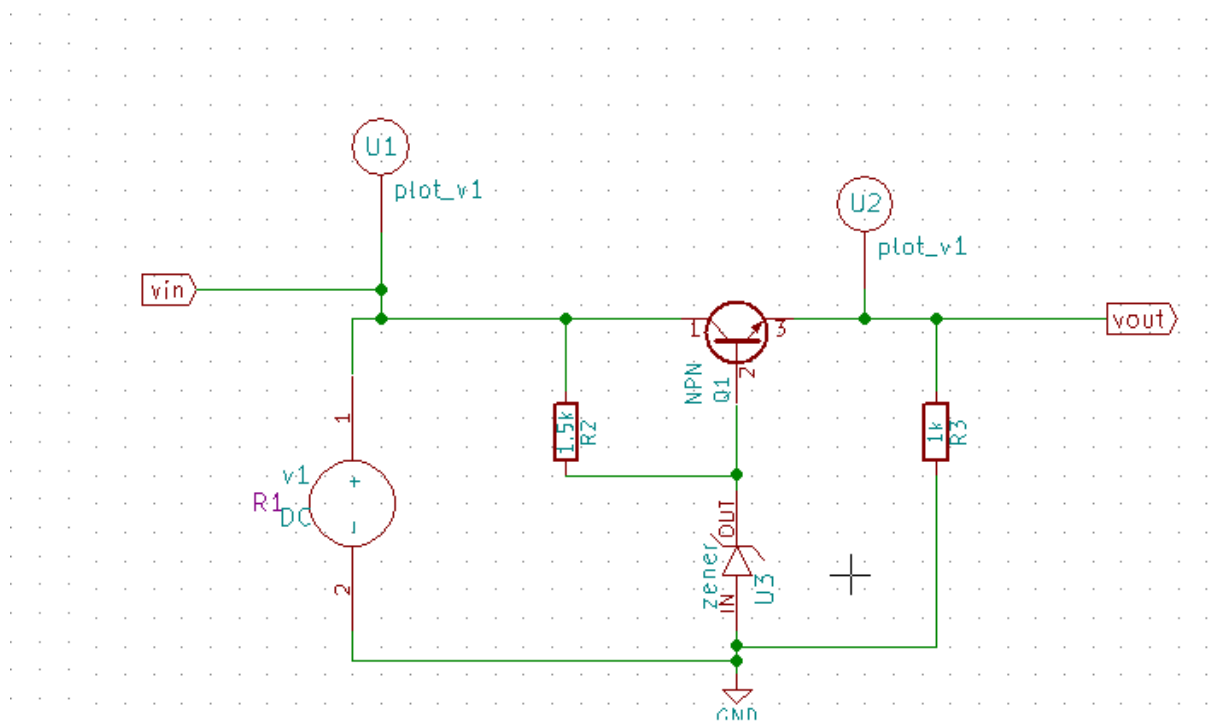 U1
plot_v1
U2
plot_v1
vin
1
3
vout
2
NPN
Q1
1
1.5k
R2
1k
R3
v1
+
R1
DC
OUT
zener
U3
2
IN
GND